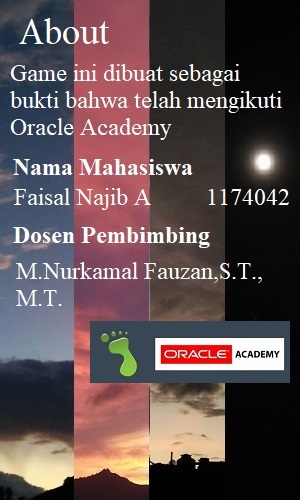 About
Game ini dibuat sebagai
bukti bahwa telah mengikuti
Oracle Academy
Nama Mahasiswa
Faisal Najib A 1174042
Dosen Pembimbing
M.Nurkamal Fauzan,S.T.,
M.T.
ORACLE ACADEMY